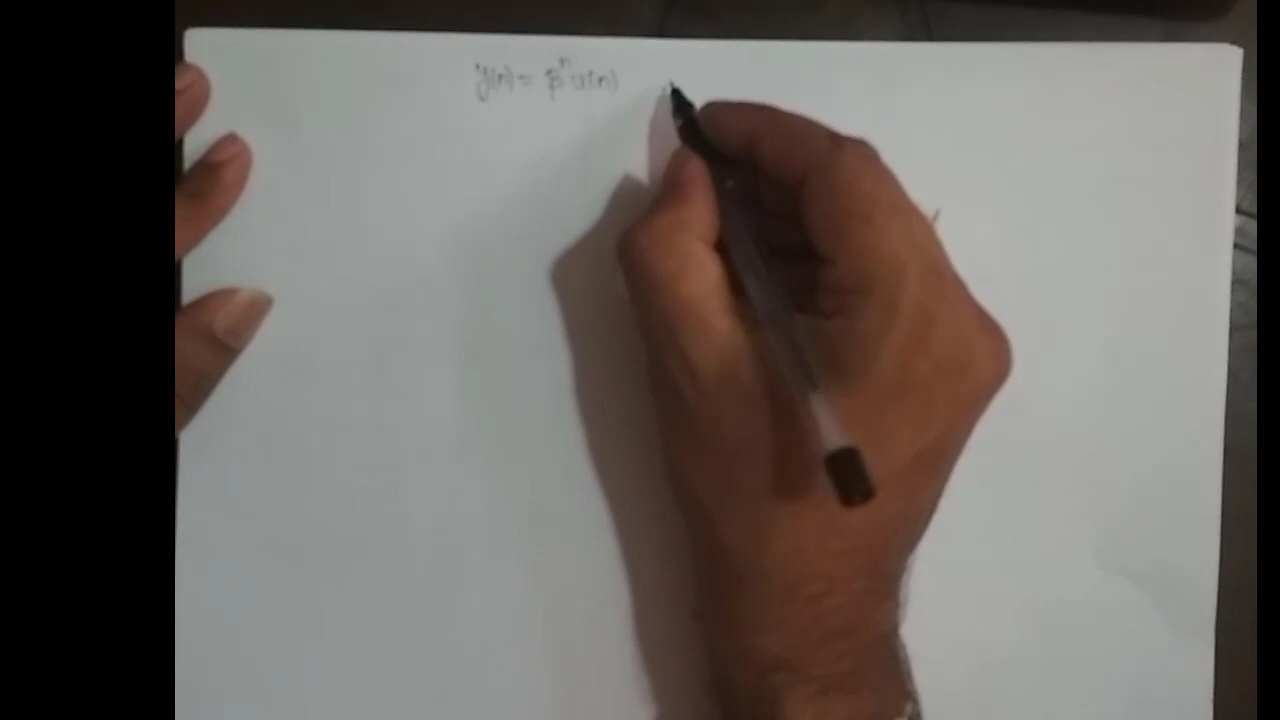 y(n) = β^n u(n)